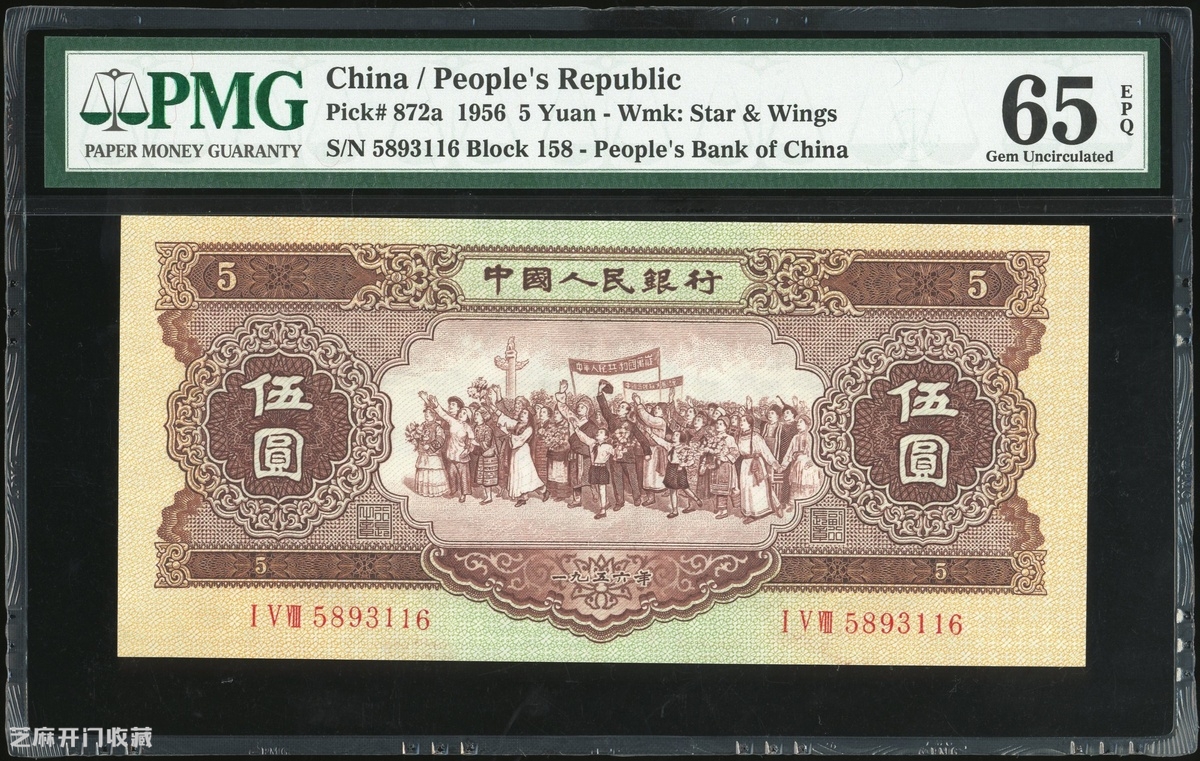 PMG
PAPER MONEY GUARANTY
China / People's Republic
Pick# 872a 1956 5 Yuan - Wmk: Star & Wings
S/N 5893116 Block 158 - People's Bank of China
65
EPQ
Gem Uncirculated
5
中國人民銀行
5
伍圓
伍圓
5
一九五六年
5
I V VIII 5893116
I V VIII 5893116
芝麻开门收藏